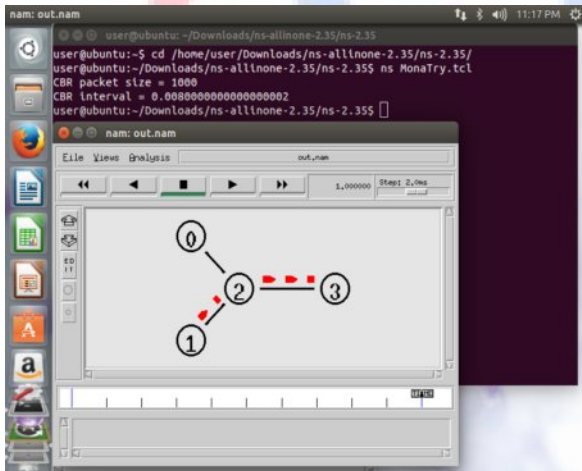 nam: out.nam
11:17 PM
user@ubuntu: ~/Downloads/ns-allinone-2.35/ns-2.35
user@ubuntu:~$ cd /home/user/Downloads/ns-allinone-2.35/ns-2.35/
user@ubuntu:~/Downloads/ns-allinone-2.35/ns-2.35$ ns MonaTry.tcl
CBR packet size = 1000
CBR interval = 0.0080000000000000002
user@ubuntu:~/Downloads/ns-allinone-2.35/ns-2.35$
nam: out.nam
File Views Analysis out.nam
1.000000 Step: 2.0ms
ED
IT
0
2
3
1